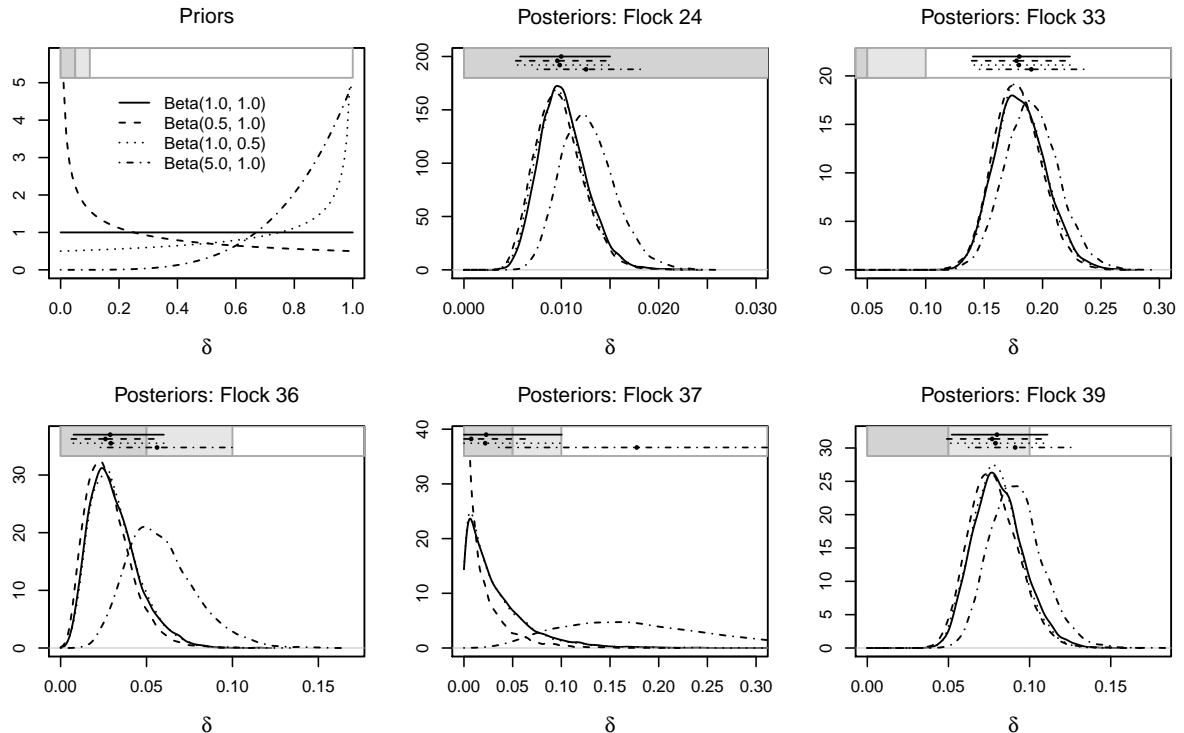 Priors
0 1 2 3 4 5
Beta(1.0, 1.0)
Beta(0.5, 1.0)
Beta(1.0, 0.5)
Beta(5.0, 1.0)
0.0 0.2 0.4 0.6 0.8 1.0
δ
Posteriors: Flock 24
0 50 100 150 200
0.000 0.010 0.020 0.030
δ
Posteriors: Flock 33
0 5 10 15 20
0.05 0.10 0.15 0.20 0.25 0.30
δ
Posteriors: Flock 36
0 10 20 30
0.00 0.05 0.10 0.15
δ
Posteriors: Flock 37
0 10 20 30 40
0.00 0.05 0.10 0.15 0.20 0.25 0.30
δ
Posteriors: Flock 39
0 5 10 15 20 25 30
0.00 0.05 0.10 0.15
δ